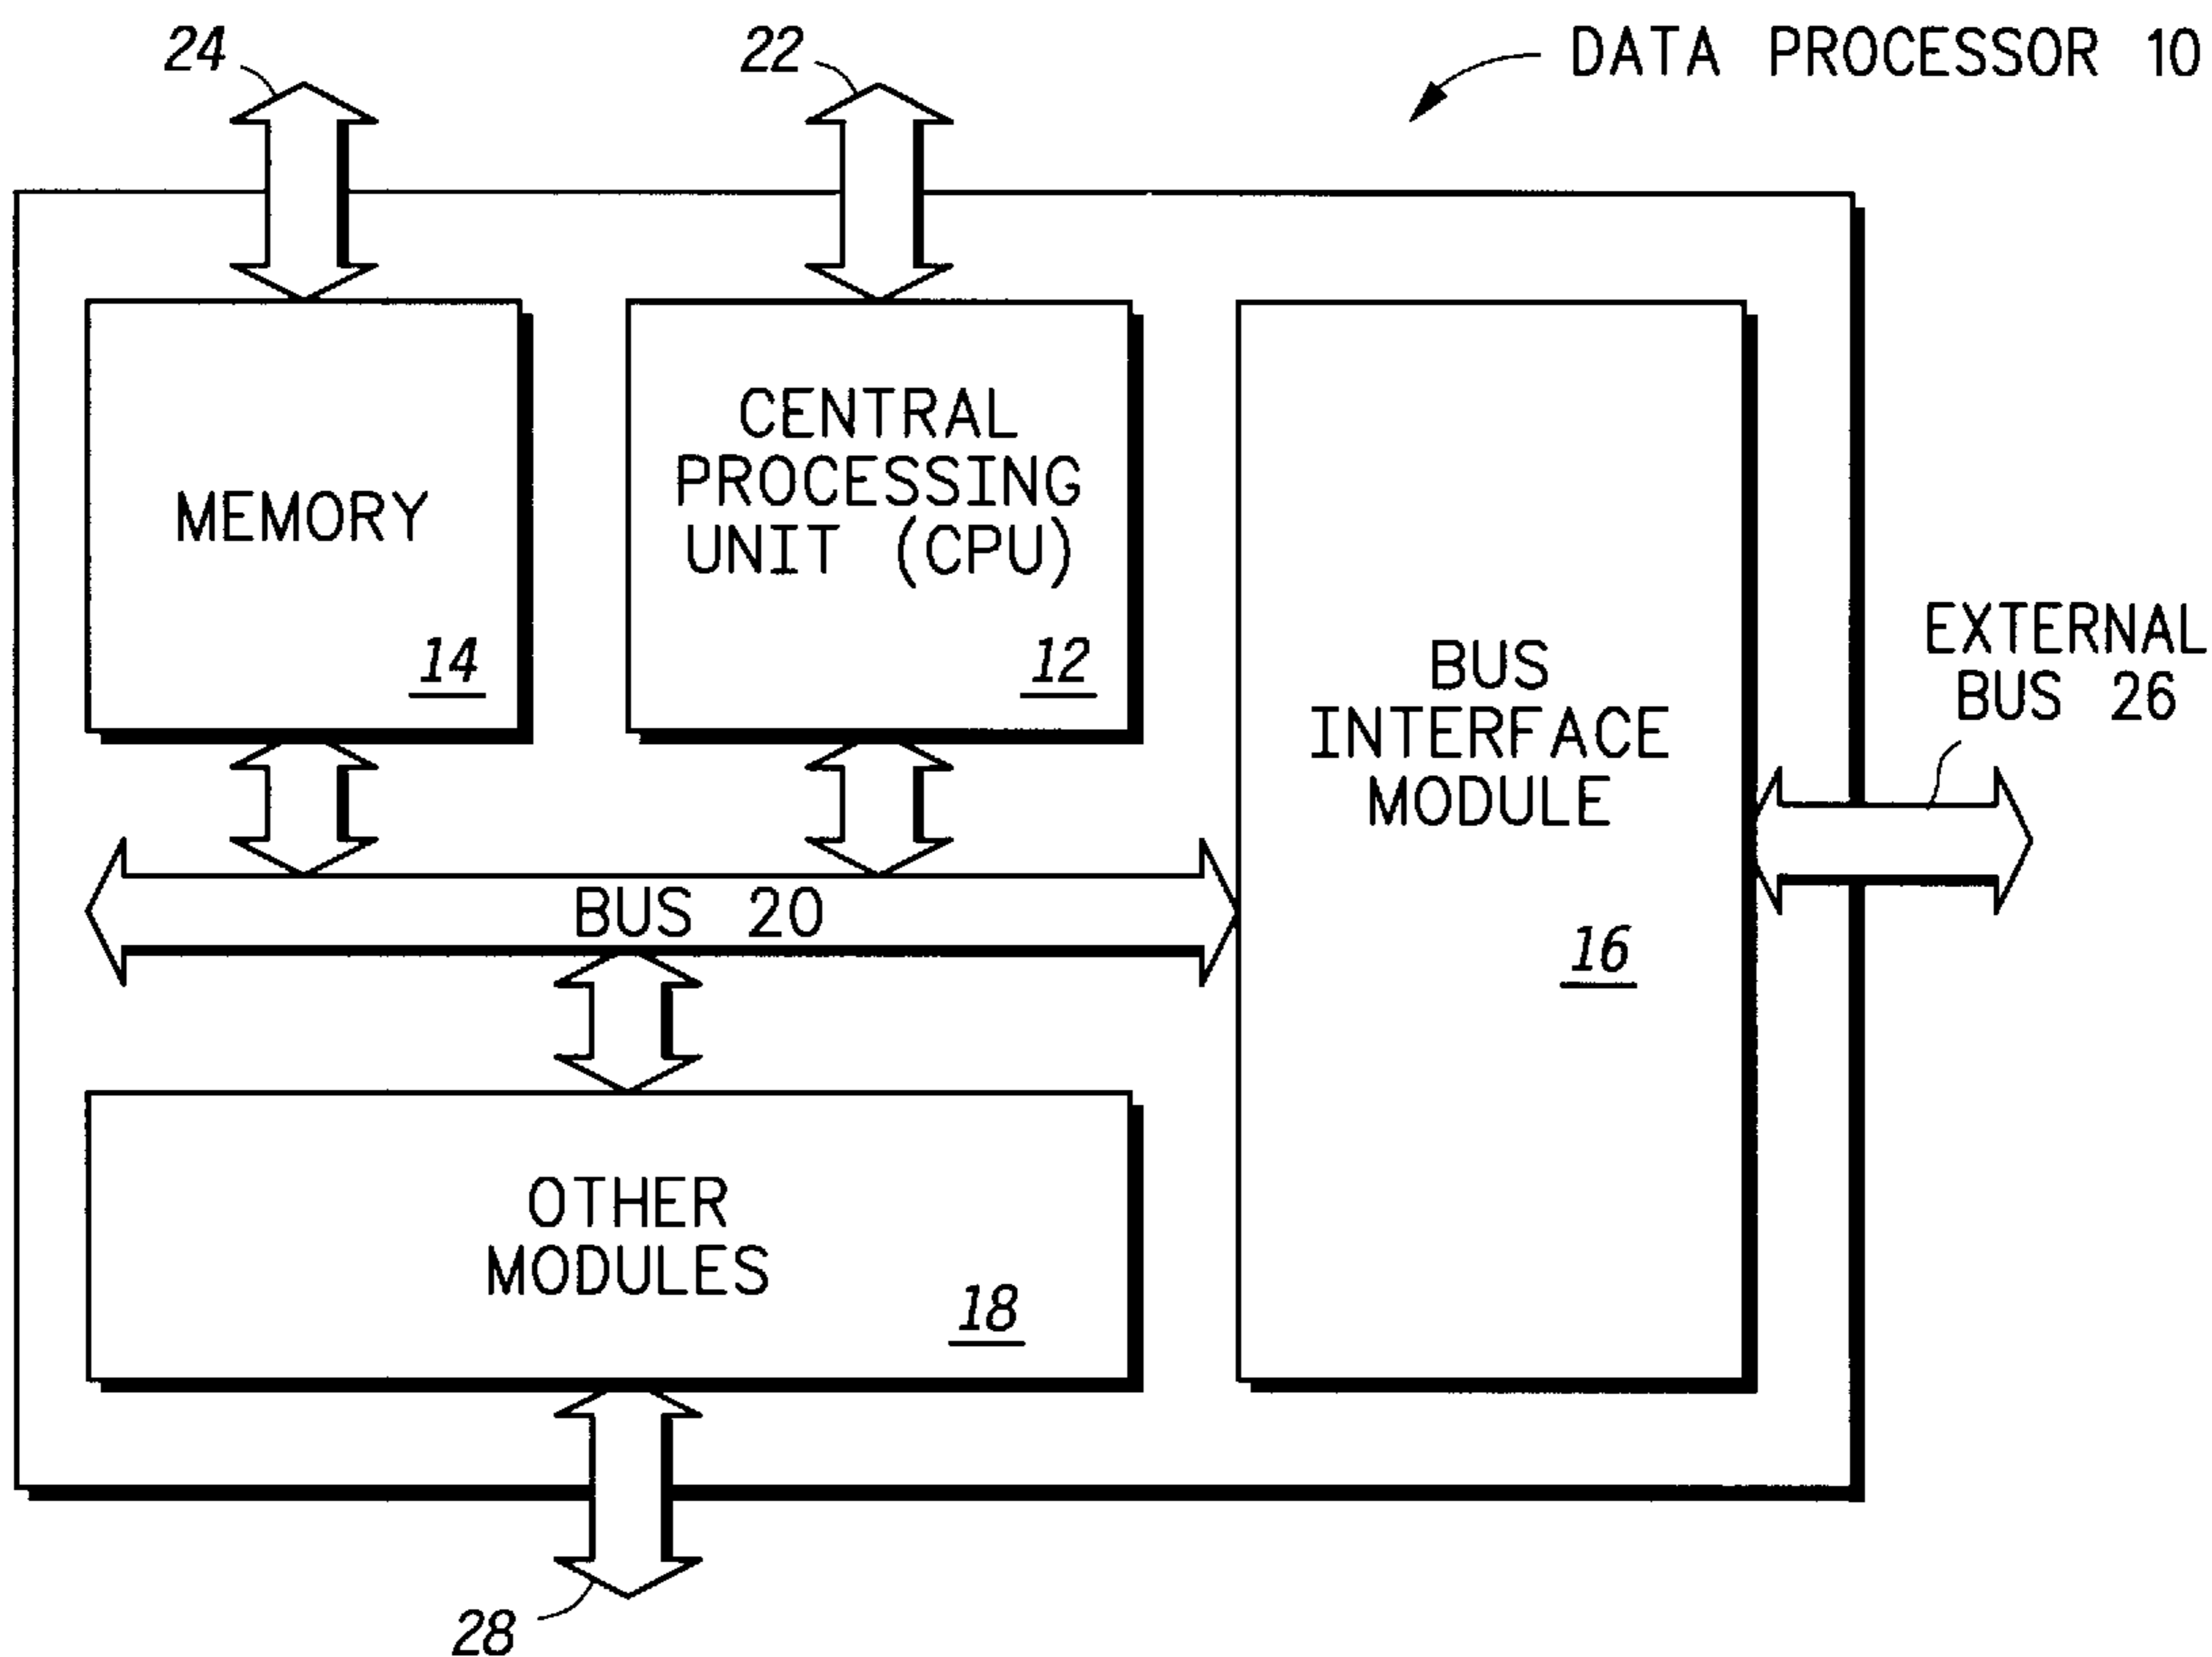 24
22
DATA PROCESSOR 10
MEMORY
14
CENTRAL
PROCESSING
UNIT (CPU)
12
BUS
INTERFACE
MODULE
16
EXTERNAL
BUS 26
BUS 20
OTHER
MODULES
18
28